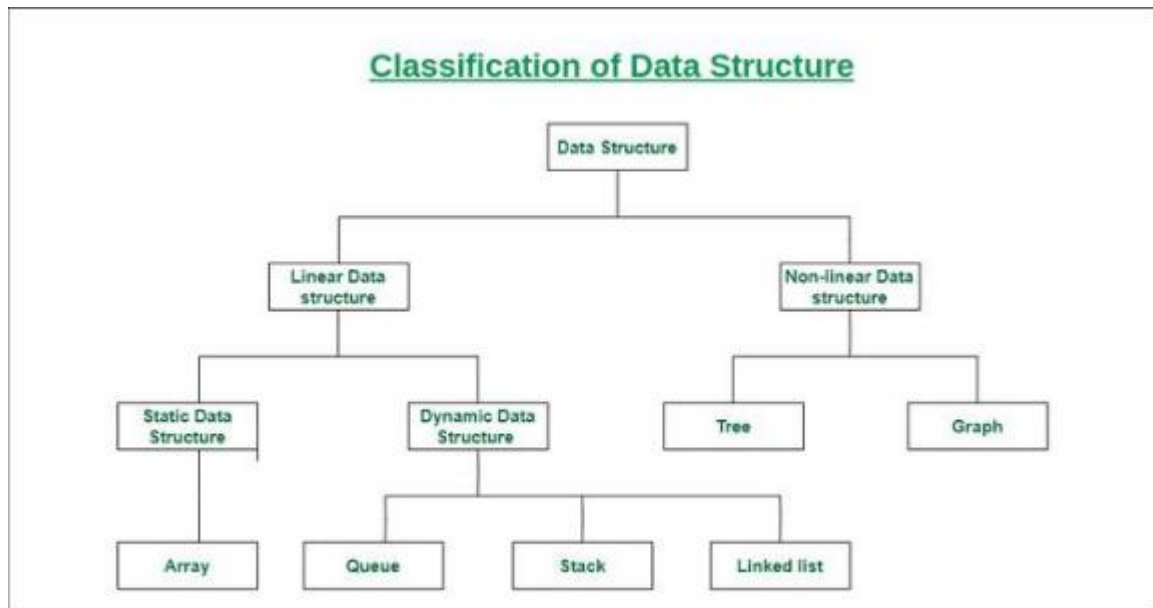 Classification of Data Structure
Data Structure
Linear Data
structure
Non-linear Data
structure
Static Data
Structure
Dynamic Data
Structure
Tree
Graph
Array
Queue
Stack
Linked list